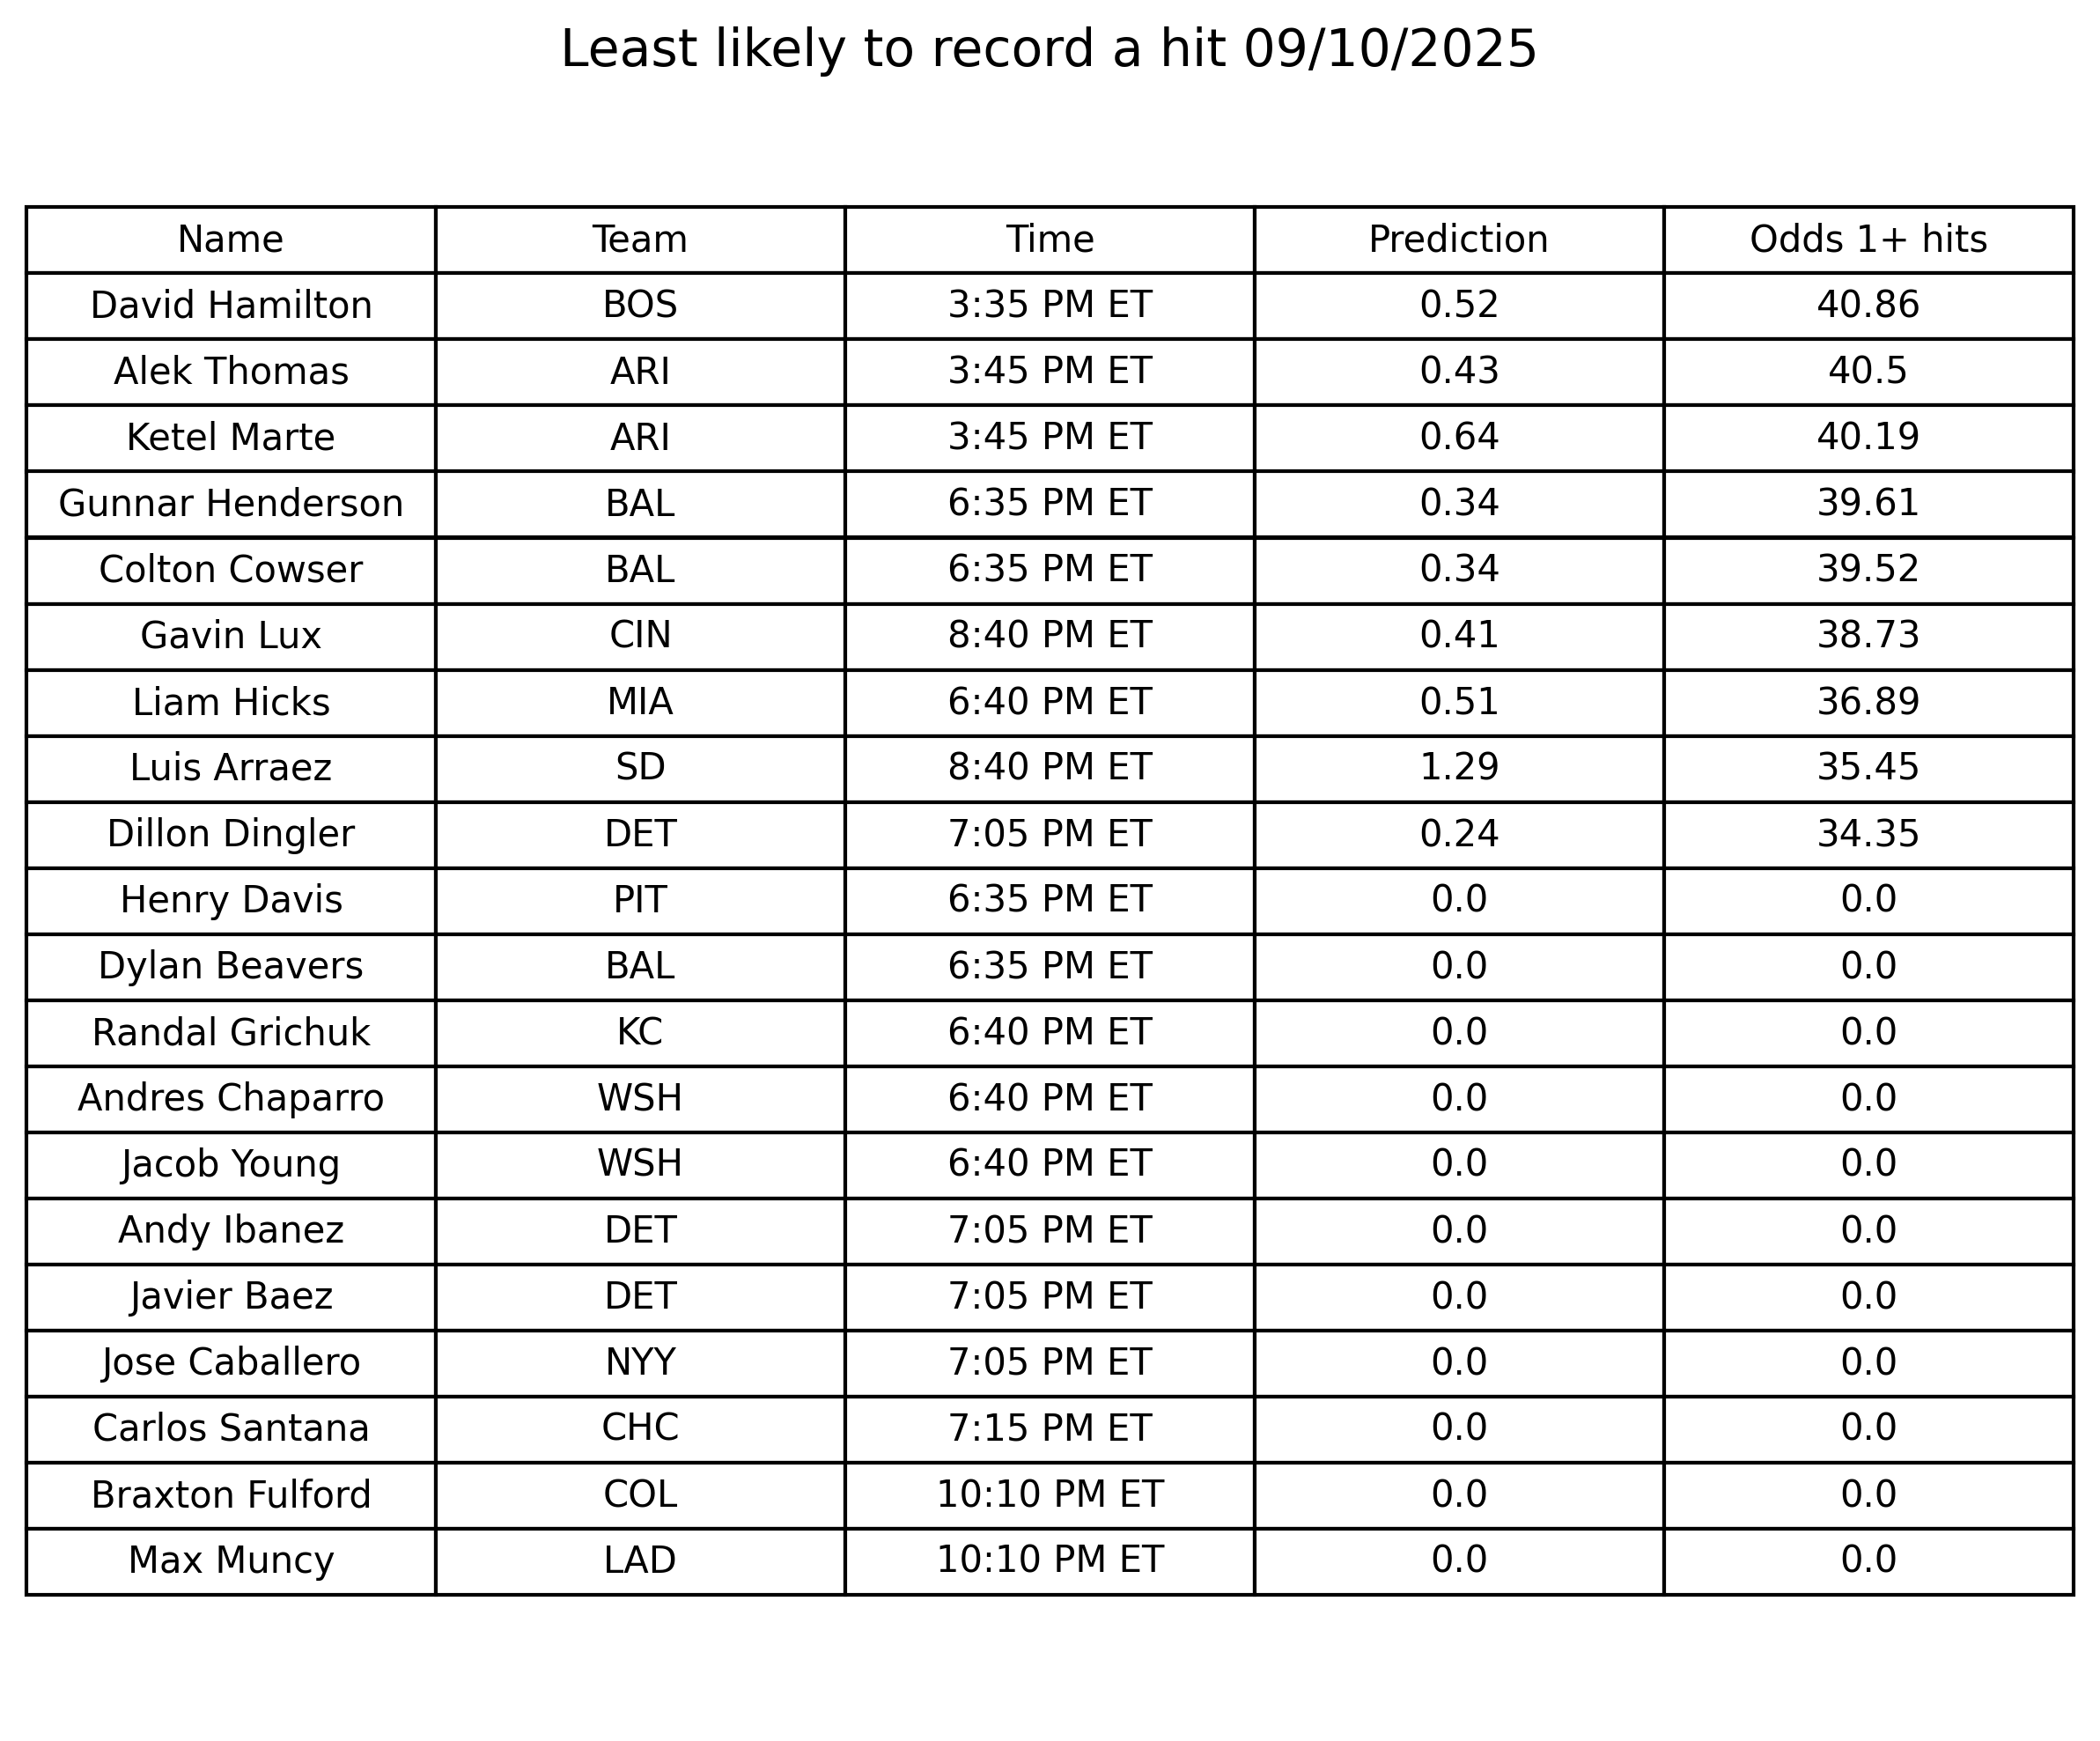 Least likely to record a hit 09/10/2025
Name Team Time Prediction Odds 1+ hits
David Hamilton BOS 3:35 PM ET 0.52 40.86
Alek Thomas ARI 3:45 PM ET 0.43 40.5
Ketel Marte ARI 3:45 PM ET 0.64 40.19
Gunnar Henderson BAL 6:35 PM ET 0.34 39.61
Colton Cowser BAL 6:35 PM ET 0.34 39.52
Gavin Lux CIN 8:40 PM ET 0.41 38.73
Liam Hicks MIA 6:40 PM ET 0.51 36.89
Luis Arraez SD 8:40 PM ET 1.29 35.45
Dillon Dingler DET 7:05 PM ET 0.24 34.35
Henry Davis PIT 6:35 PM ET 0.0 0.0
Dylan Beavers BAL 6:35 PM ET 0.0 0.0
Randal Grichuk KC 6:40 PM ET 0.0 0.0
Andres Chaparro WSH 6:40 PM ET 0.0 0.0
Jacob Young WSH 6:40 PM ET 0.0 0.0
Andy Ibanez DET 7:05 PM ET 0.0 0.0
Javier Baez DET 7:05 PM ET 0.0 0.0
Jose Caballero NYY 7:05 PM ET 0.0 0.0
Carlos Santana CHC 7:15 PM ET 0.0 0.0
Braxton Fulford COL 10:10 PM ET 0.0 0.0
Max Muncy LAD 10:10 PM ET 0.0 0.0